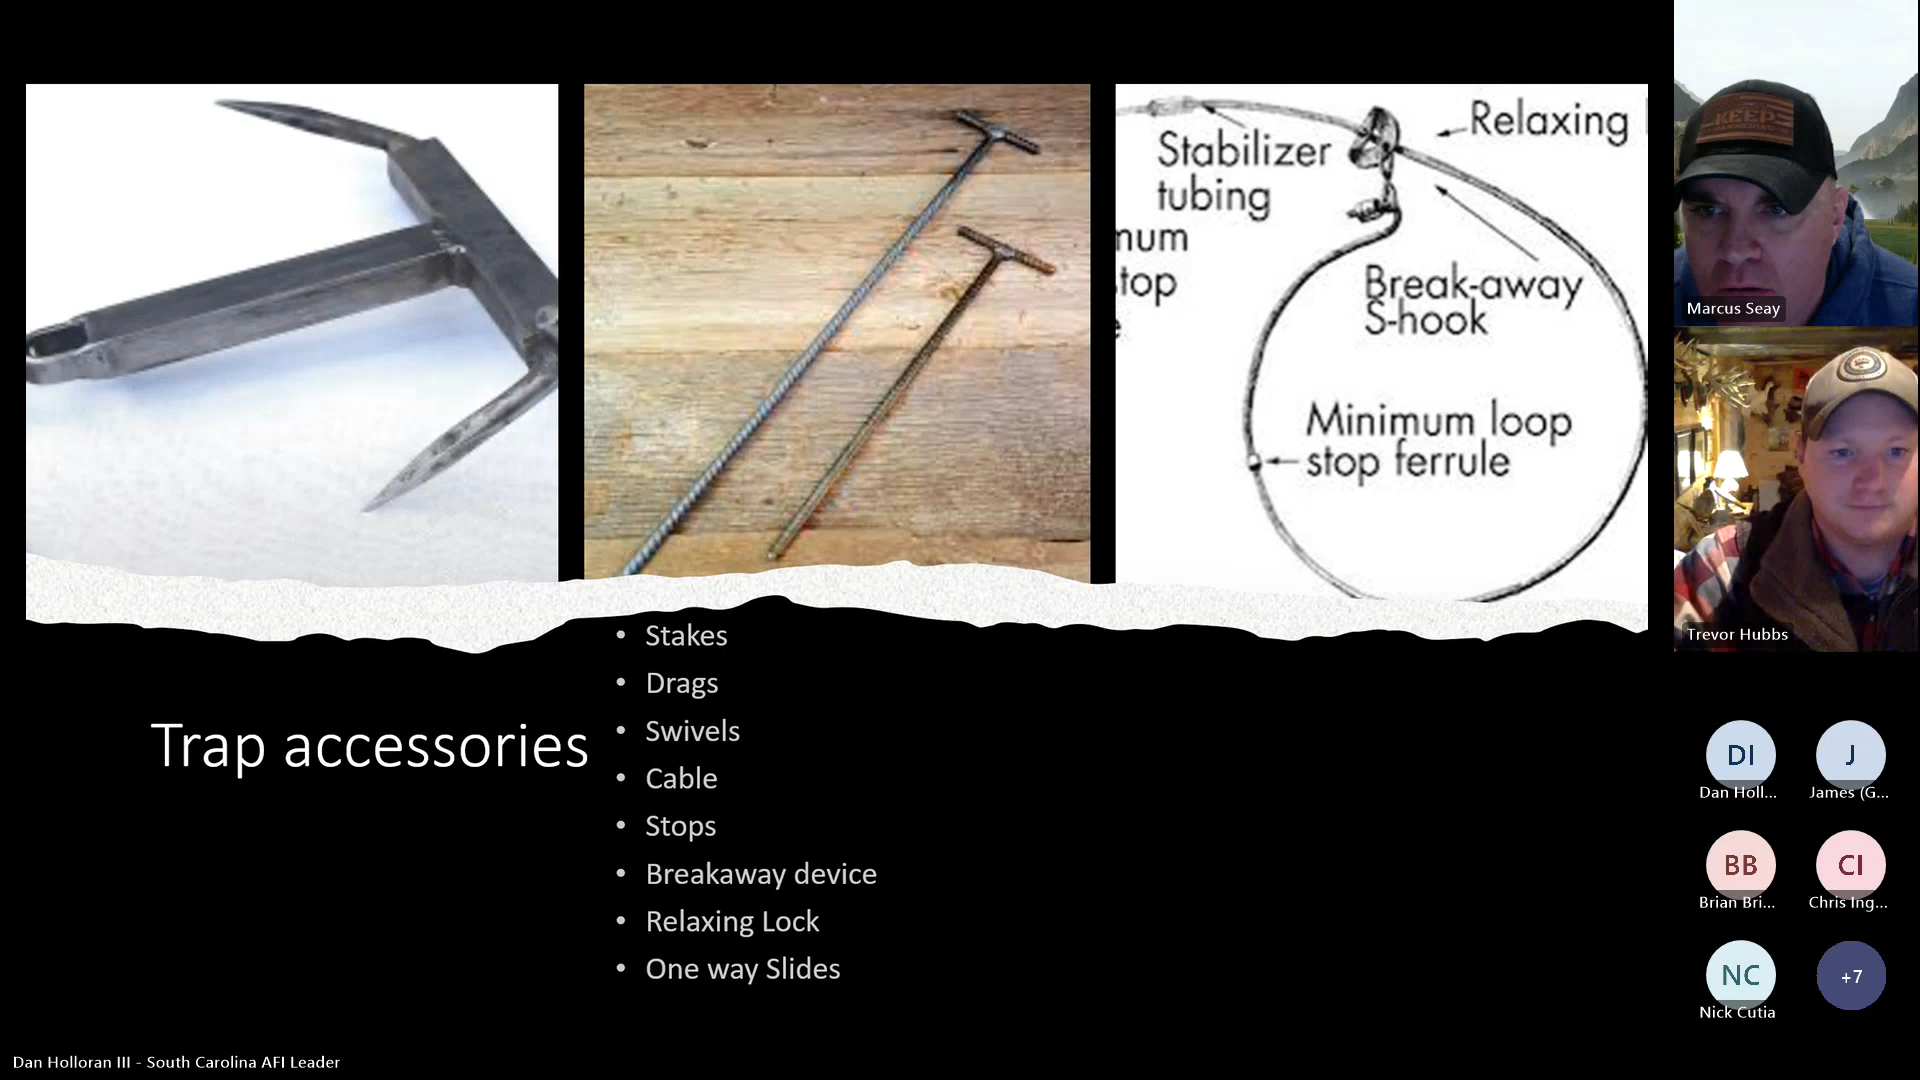 Relaxing
Stabilizer
tubing
num
top
Break-away
S-hook
Minimum loop
stop ferrule
Trap accessories
• Stakes
• Drags
• Swivels
• Cable
• Stops
• Breakaway device
• Relaxing Lock
• One way Slides
KEEP
HAMMERING
Marcus Seay
Trevor Hubbs
DI
Dan Holl...
J
James (G...
BB
Brian Bri...
CI
Chris Ing...
NC
Nick Cutia
+7
Dan Holloran III - South Carolina AFI Leader